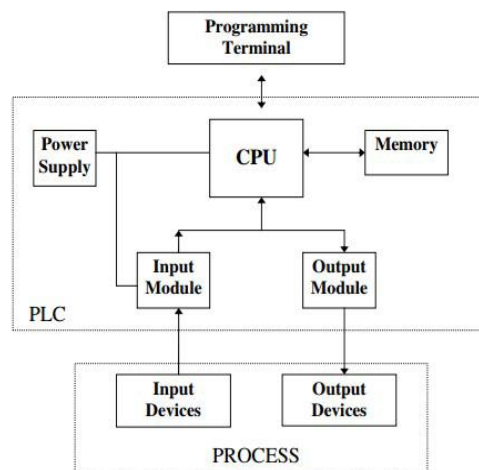 Programming
Terminal
Power
Supply
CPU
Memory
Input
Module
Output
Module
PLC
Input
Devices
Output
Devices
PROCESS